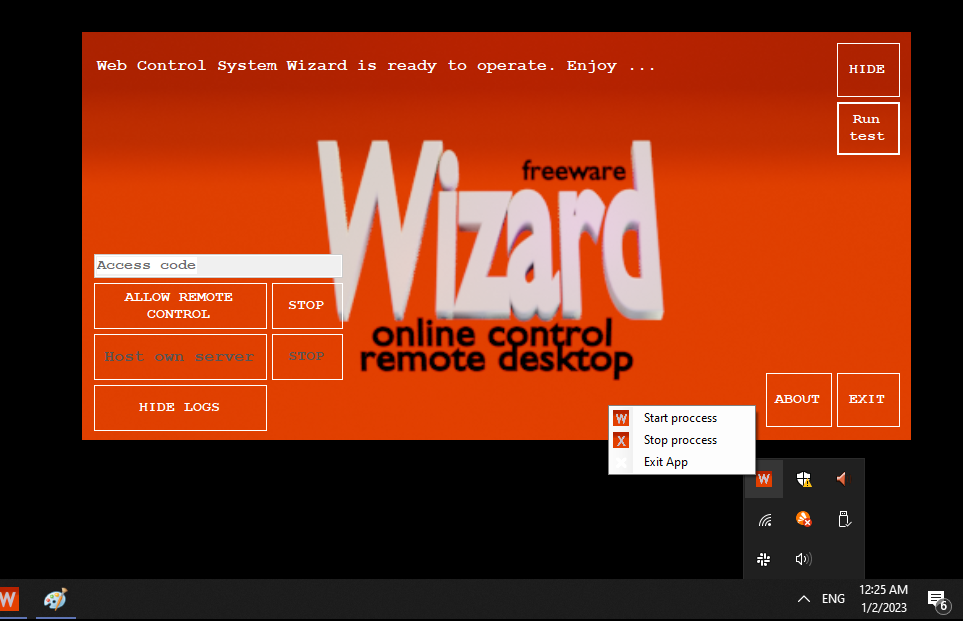 Web Control System Wizard is ready to operate. Enjoy ...
HIDE
Run
test
freeware
Wizard
online control
remote desktop
Access code
ALLOW REMOTE
CONTROL
STOP
Host own server
STOP
HIDE LOGS
ABOUT
EXIT
W
Start proccess
X
Stop proccess
Exit App
W
W
ENG
12:25 AM
1/2/2023
6